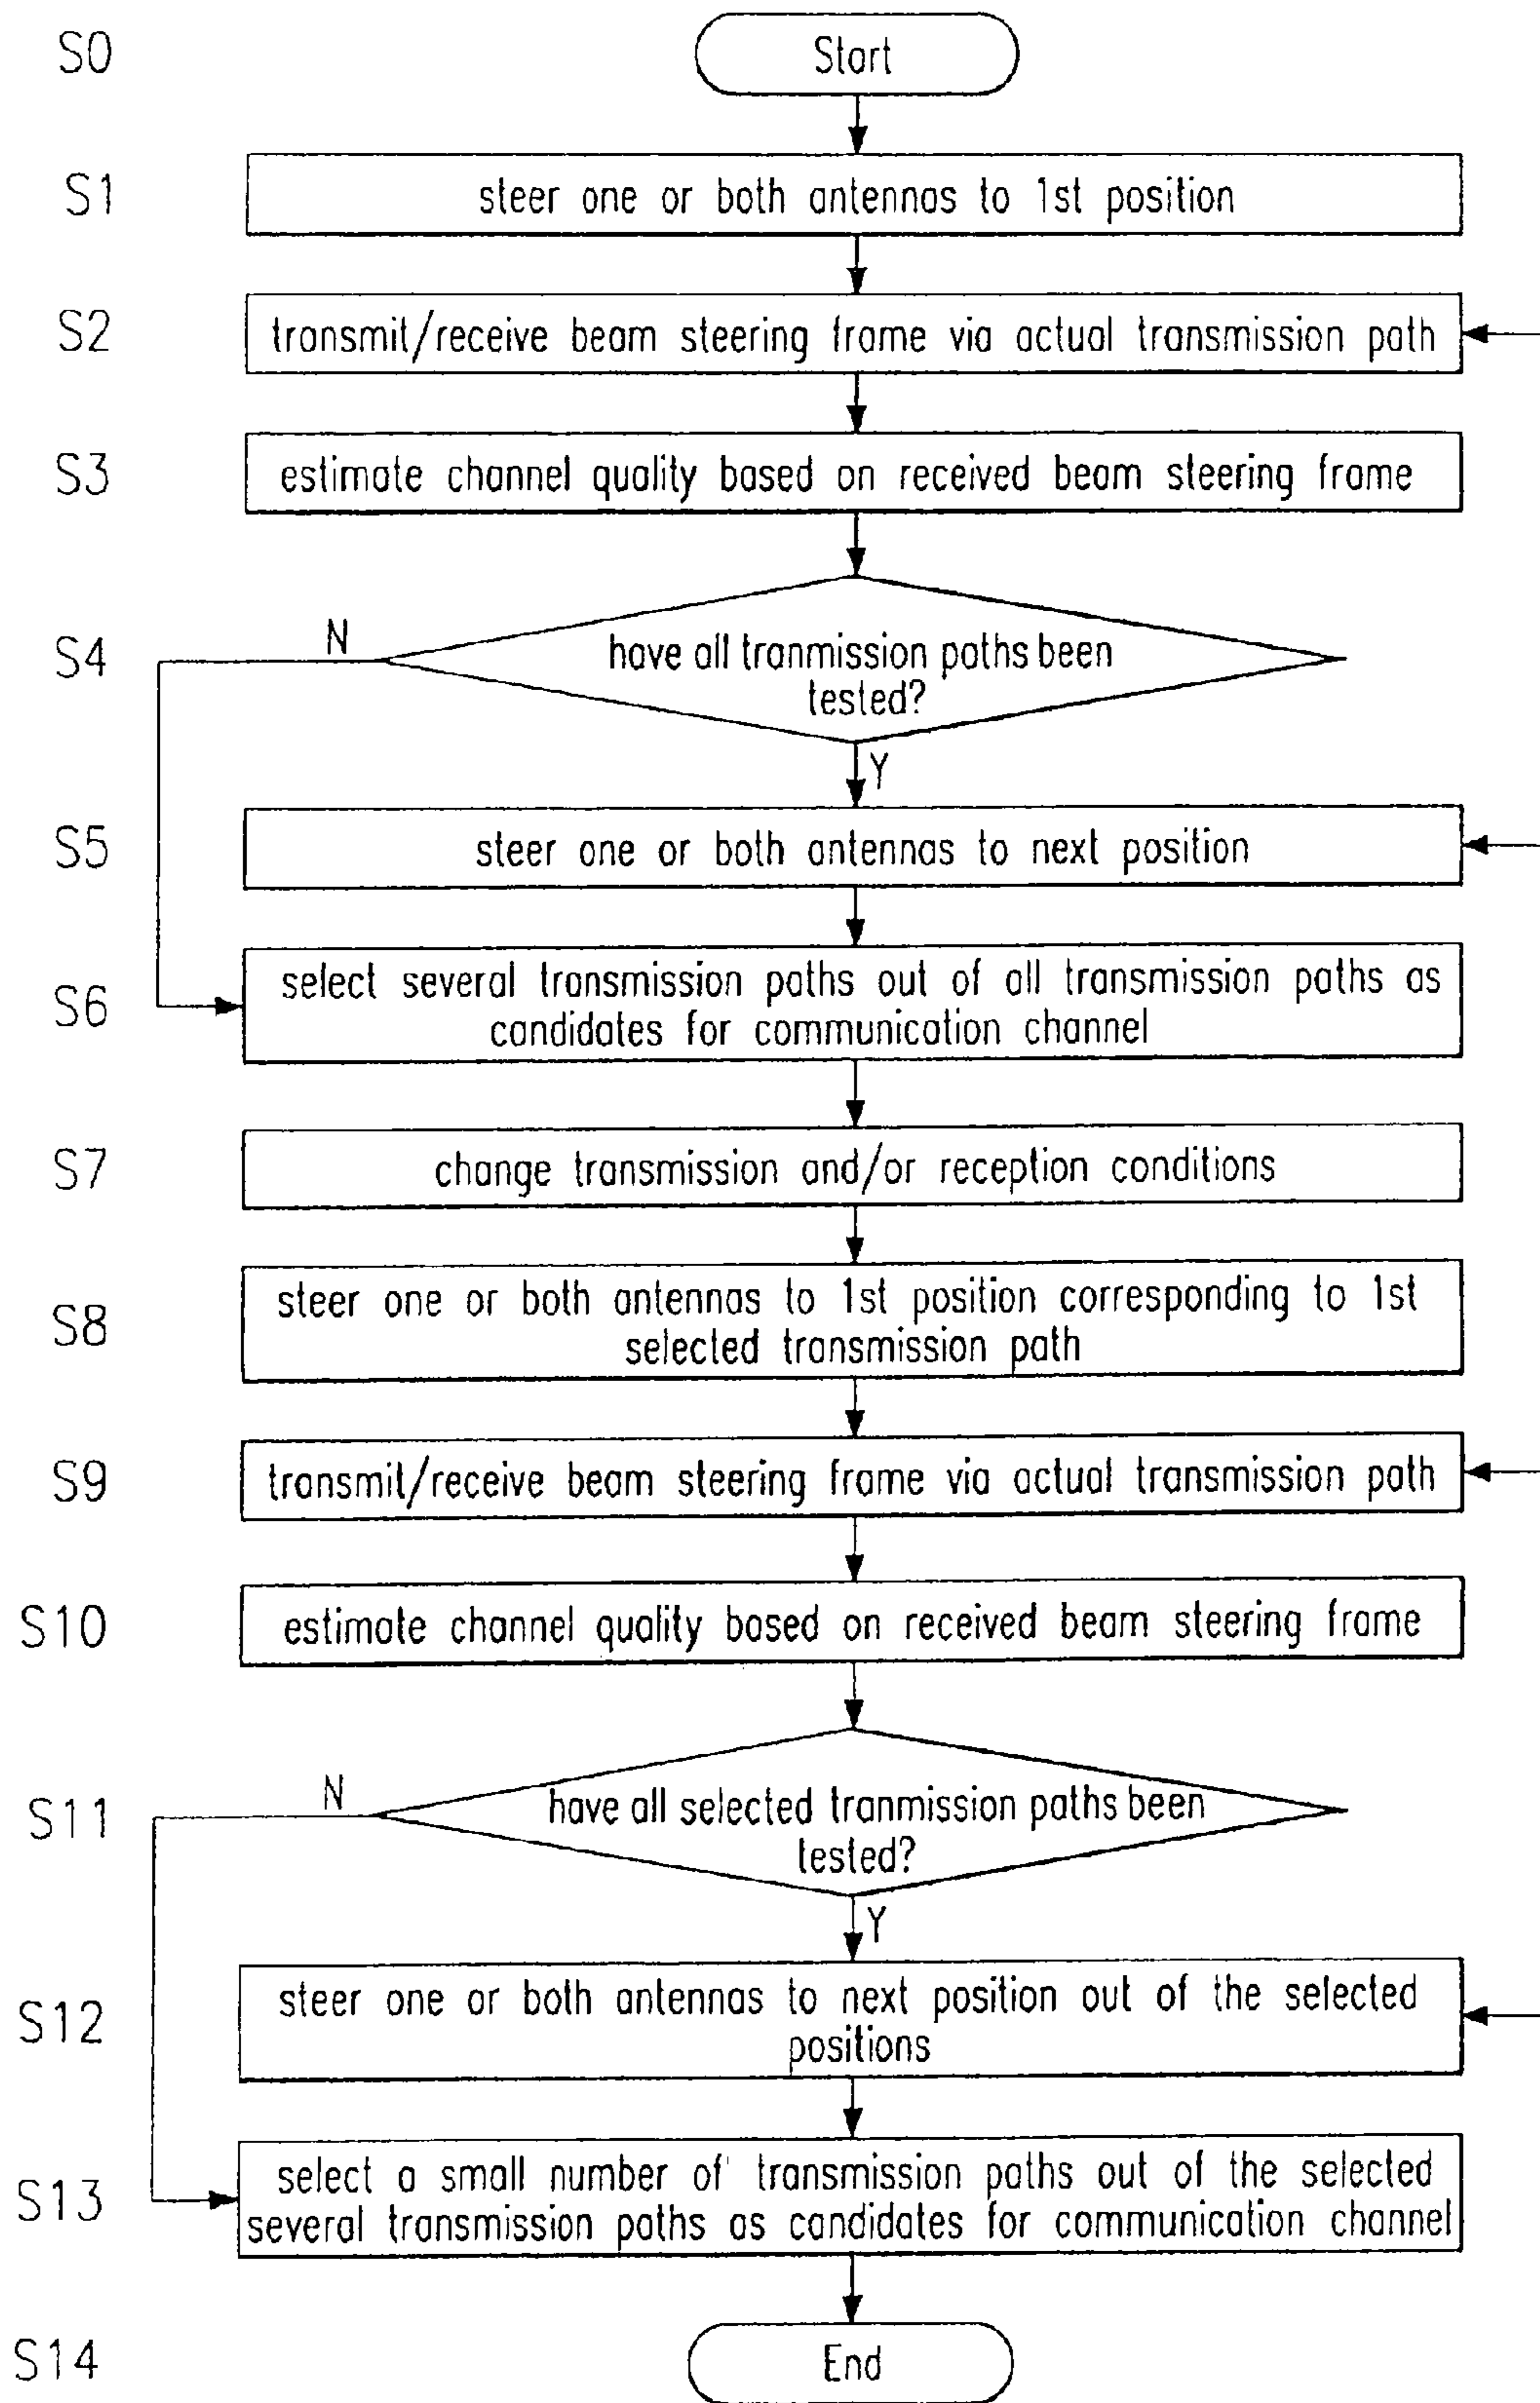 S0
Start
S1
steer one or both antennas to 1st position
S2
transmit/receive beam steering frame via actual transmission path
S3
estimate channel quality based on received beam steering frame
S4
N
have all tranmission paths been
tested?
Y
S5
steer one or both antennas to next position
S6
select several transmission paths out of all transmission paths as
candidates for communication channel
S7
change transmission and/or reception conditions
S8
steer one or both antennas to 1st position corresponding to 1st
selected transmission path
S9
transmit/receive beam steering frame via actual transmission path
S10
estimate channel quality based on received beam steering frame
S11
N
have all selected tranmission paths been
tested?
Y
S12
steer one or both antennas to next position out of the selected
positions
S13
select a small number of transmission paths out of the selected
several transmission paths as candidates for communication channel
S14
End